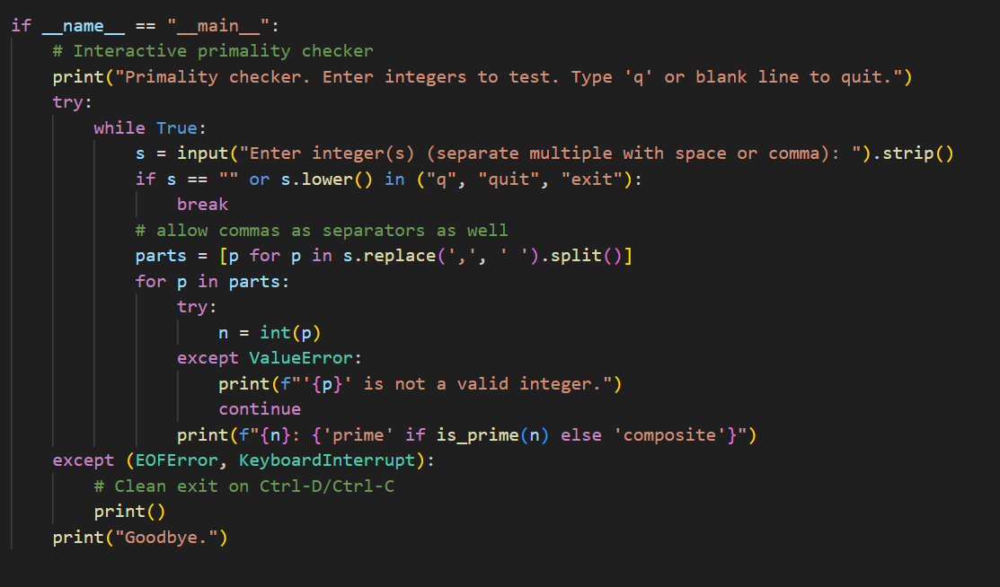 if __name__ == "__main__":
    # Interactive primality checker
    print("Primality checker. Enter integers to test. Type 'q' or blank line to quit.")
    try:
        while True:
            s = input("Enter integer(s) (separate multiple with space or comma): ").strip()
            if s == "" or s.lower() in ("q", "quit", "exit"):
                break
            # allow commas as separators as well
            parts = [p for p in s.replace(',', ' ').split()]
            for p in parts:
                try:
                    n = int(p)
                except ValueError:
                    print(f"'{p}' is not a valid integer.")
                    continue
                print(f"{n}: {'prime' if is_prime(n) else 'composite'}")
    except (EOFError, KeyboardInterrupt):
        # Clean exit on Ctrl-D/Ctrl-C
        print()
    print("Goodbye.")